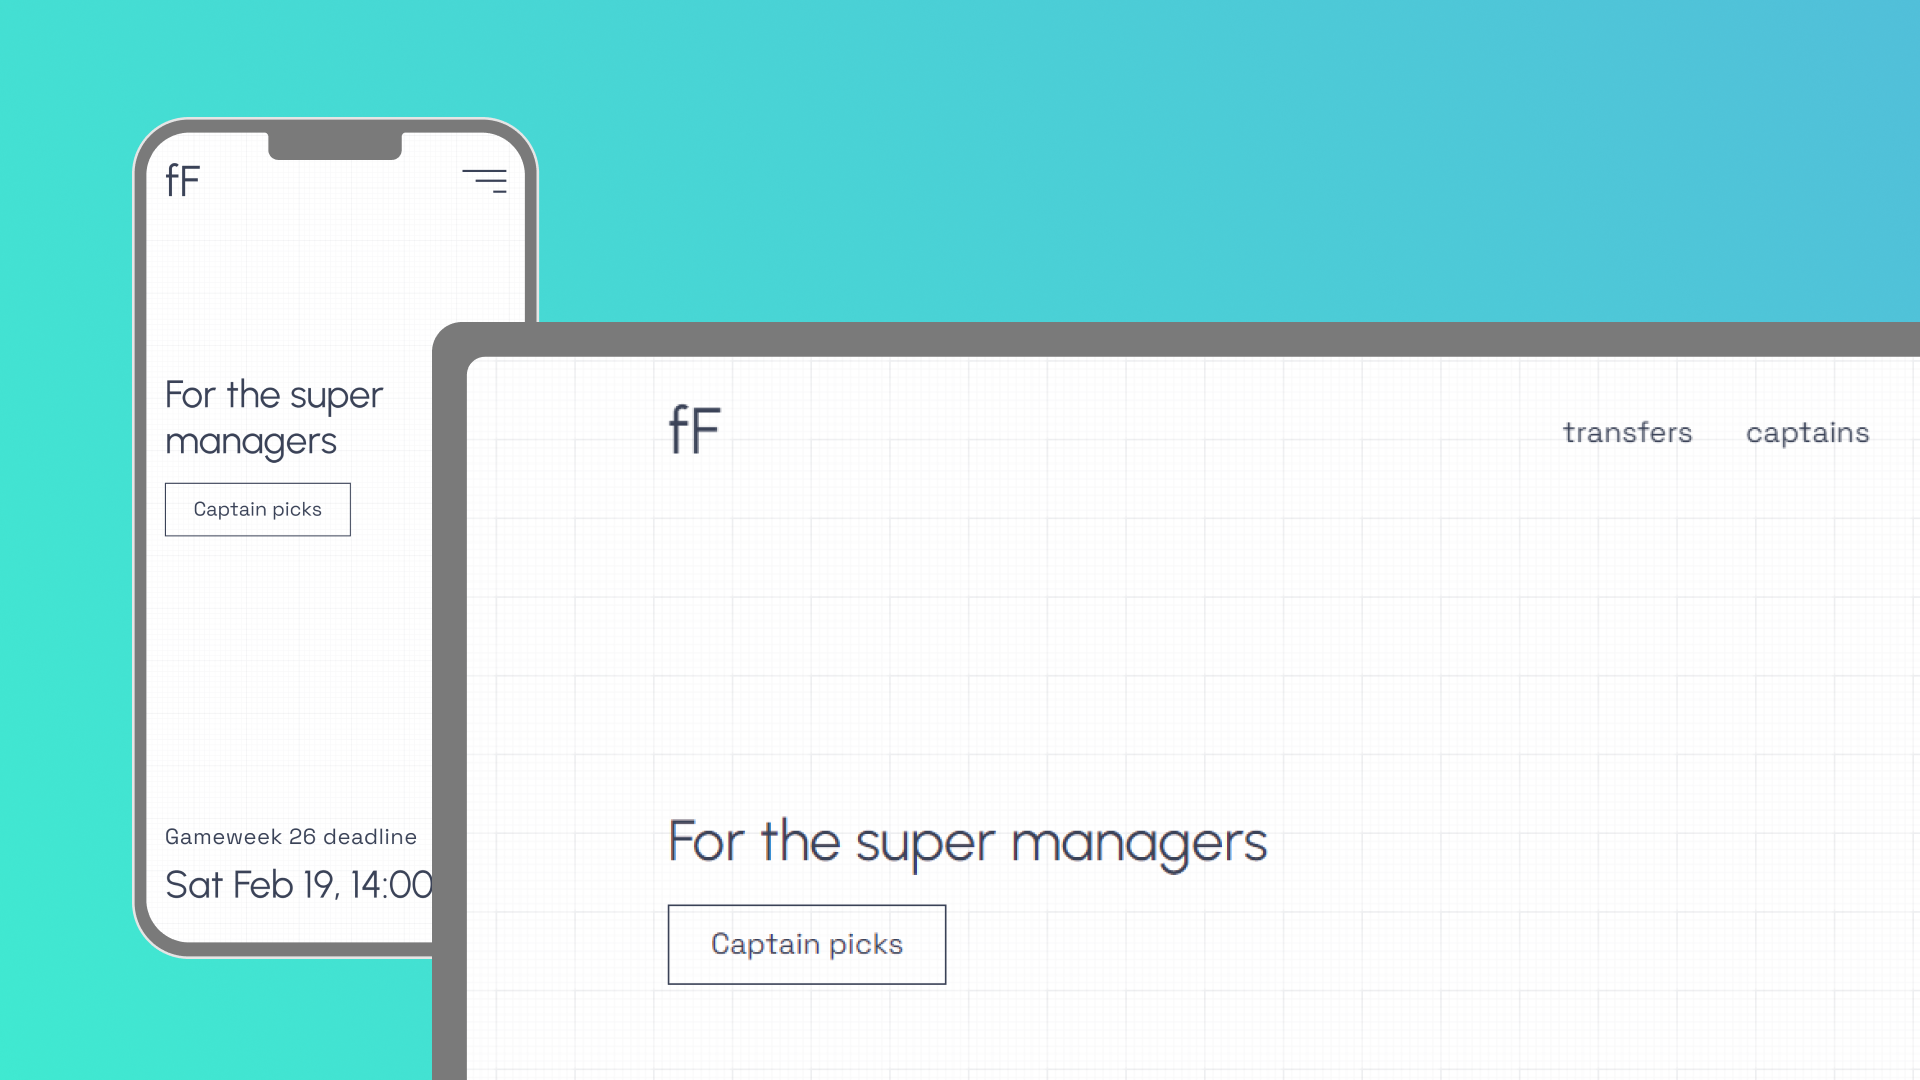 fF
For the super
managers
Captain picks
Gameweek 26 deadline
Sat Feb 19, 14:00
fF
transfers captains
For the super managers
Captain picks